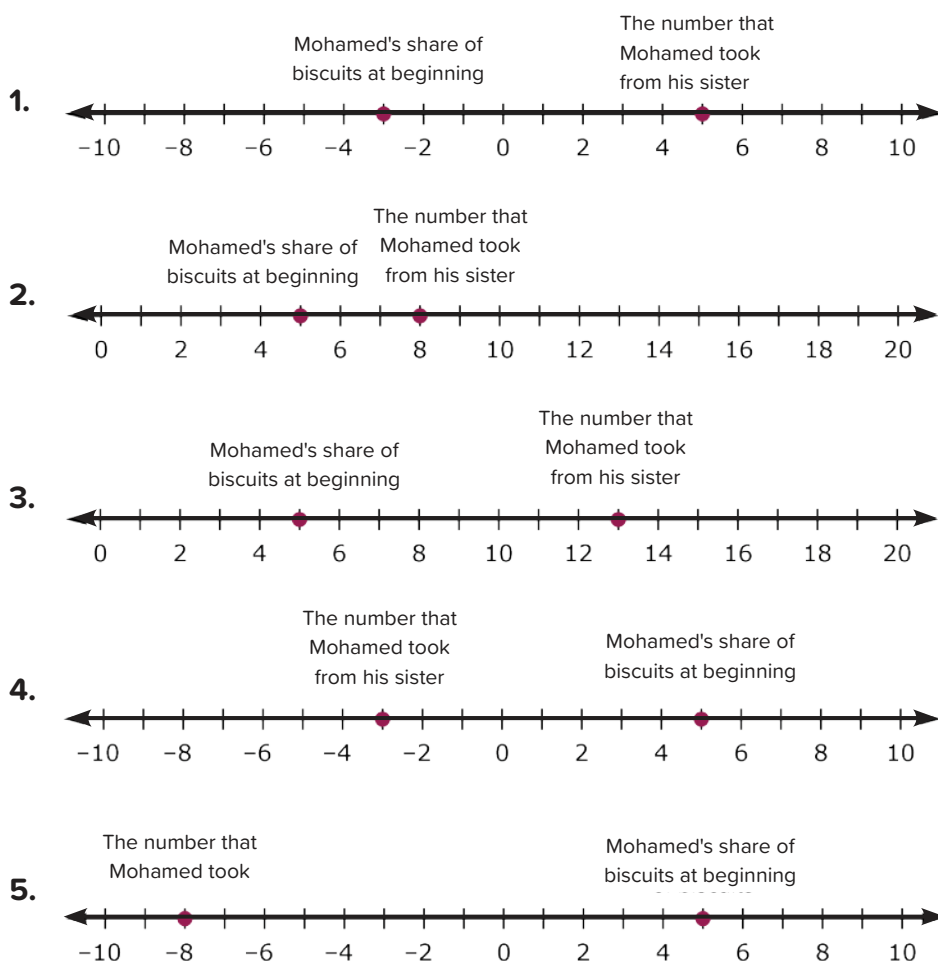 Mohamed's share of
biscuits at beginning
The number that
Mohamed took
from his sister
1.
–10 –8 –6 –4 –2 0 2 4 6 8 10
Mohamed's share of
biscuits at beginning
The number that
Mohamed took
from his sister
2.
0 2 4 6 8 10 12 14 16 18 20
Mohamed's share of
biscuits at beginning
The number that
Mohamed took
from his sister
3.
0 2 4 6 8 10 12 14 16 18 20
The number that
Mohamed took
from his sister
Mohamed's share of
biscuits at beginning
4.
–10 –8 –6 –4 –2 0 2 4 6 8 10
The number that
Mohamed took
Mohamed's share of
biscuits at beginning
5.
–10 –8 –6 –4 –2 0 2 4 6 8 10